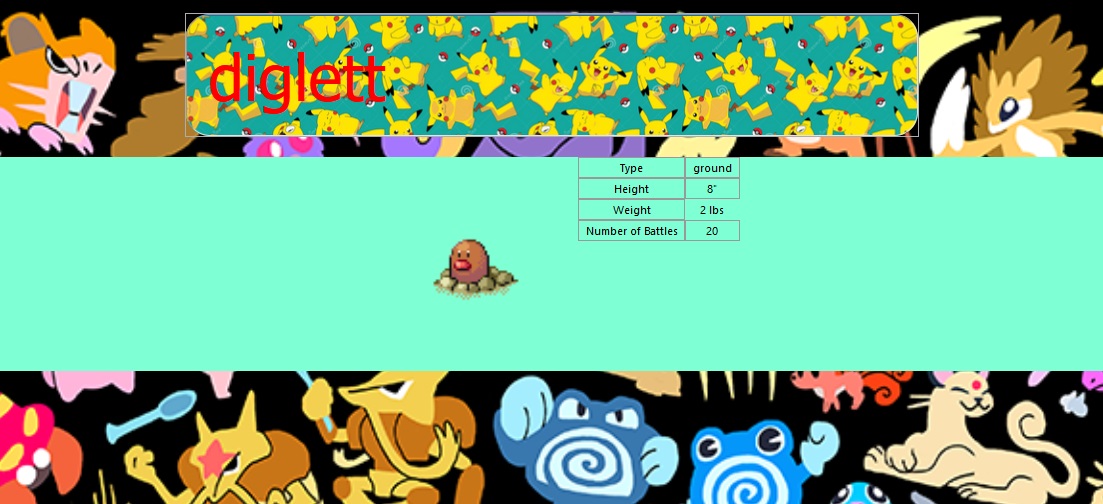 diglett
Type ground
Height 8"
Weight 2 lbs
Number of Battles 20